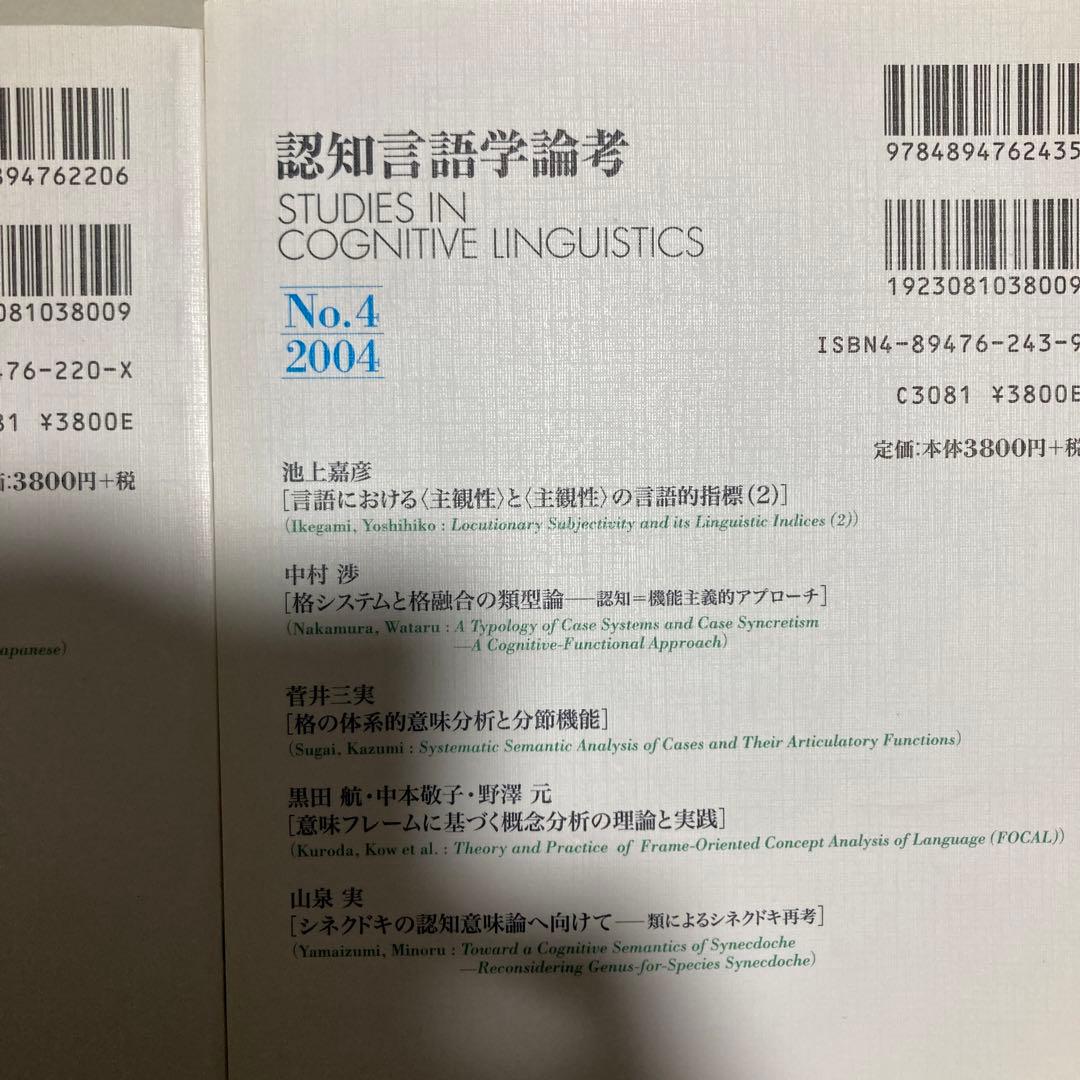 94762206
081038009
76-220-X
81 ¥3800E
:3800円+税
apanese)
認知言語学論考
STUDIES IN
COGNITIVE LINGUISTICS
No.4
2004
9784894762435
1923081038009
ISBN4-89476-243-9
C3081 ¥3800E
定価:本体3800円+税
池上嘉彦
[言語における〈主観性〉と〈主観性〉の言語的指標(2)]
(Ikegami, Yoshihiko : Locutionary Subjectivity and its Linguistic Indices (2))
中村 渉
[格システムと格融合の類型論――認知=機能主義的アプローチ]
(Nakamura, Wataru : A Typology of Case Systems and Case Syncretism
—A Cognitive-Functional Approach)
菅井三実
[格の体系的意味分析と分節機能]
(Sugai, Kazumi : Systematic Semantic Analysis of Cases and Their Articulatory Functions)
黒田 航・中本敬子・野澤 元
[意味フレームに基づく概念分析の理論と実践]
(Kuroda, Kow et al. : Theory and Practice of Frame-Oriented Concept Analysis of Language (FOCAL))
山泉 実
[シネクドキの認知意味論へ向けて――類によるシネクドキ再考]
(Yamaizumi, Minoru : Toward a Cognitive Semantics of Synecdoche
—Reconsidering Genus-for-Species Synecdoche)